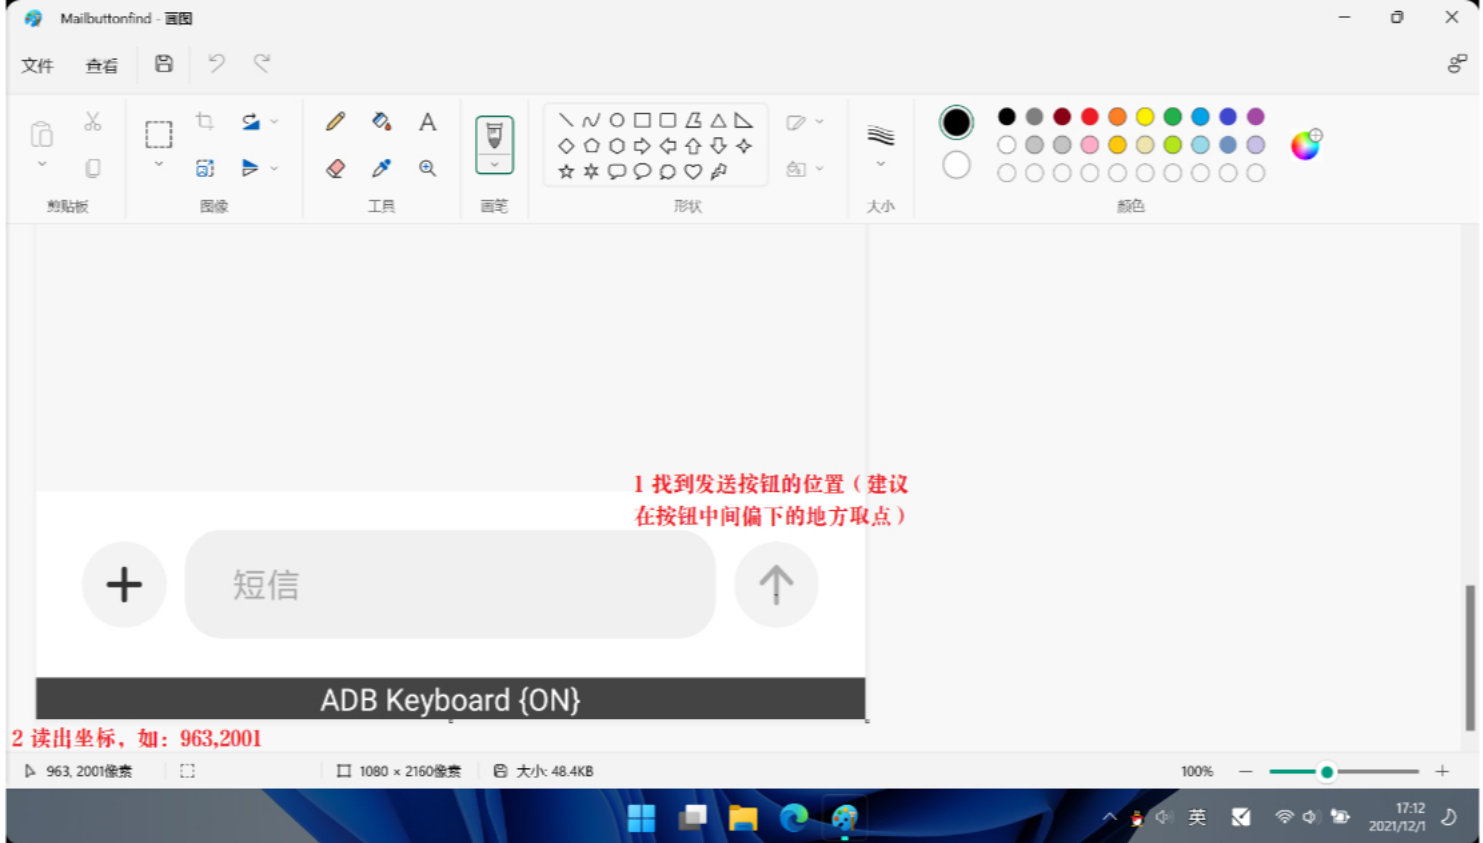 Mailbuttonfind - 画图
文件 查看
剪贴板 图像 工具 画笔 形状 大小 颜色
1 找到发送按钮的位置（建议
在按钮中间偏下的地方取点）
短信
ADB Keyboard {ON}
2 读出坐标，如：963,2001
963, 2001像素 1080 × 2160像素 大小: 48.4KB 100%
英 17:12
2021/12/1